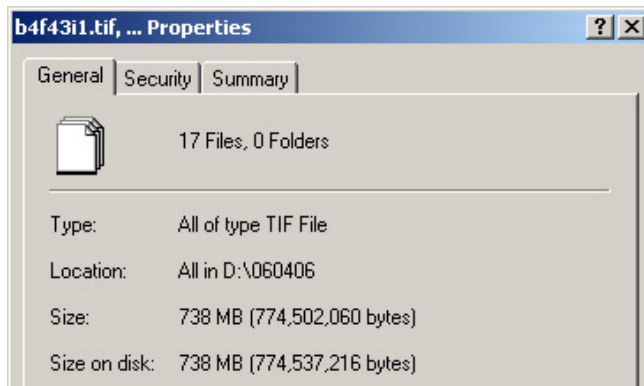 b4f43i1.tif, ... Properties
General Security Summary
17 Files, 0 Folders
Type: All of type TIF File
Location: All in D:\060406
Size: 738 MB (774,502,060 bytes)
Size on disk: 738 MB (774,537,216 bytes)